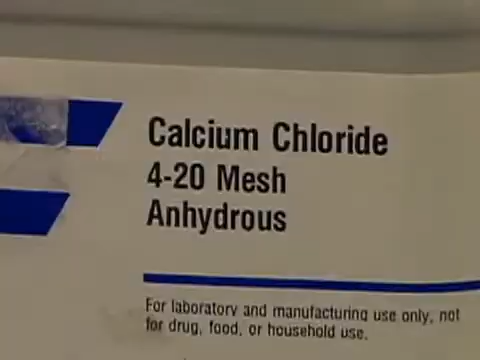 Calcium Chloride
4-20 Mesh
Anhydrous
For laboratory and manufacturing use only, not
for drug, food, or household use.